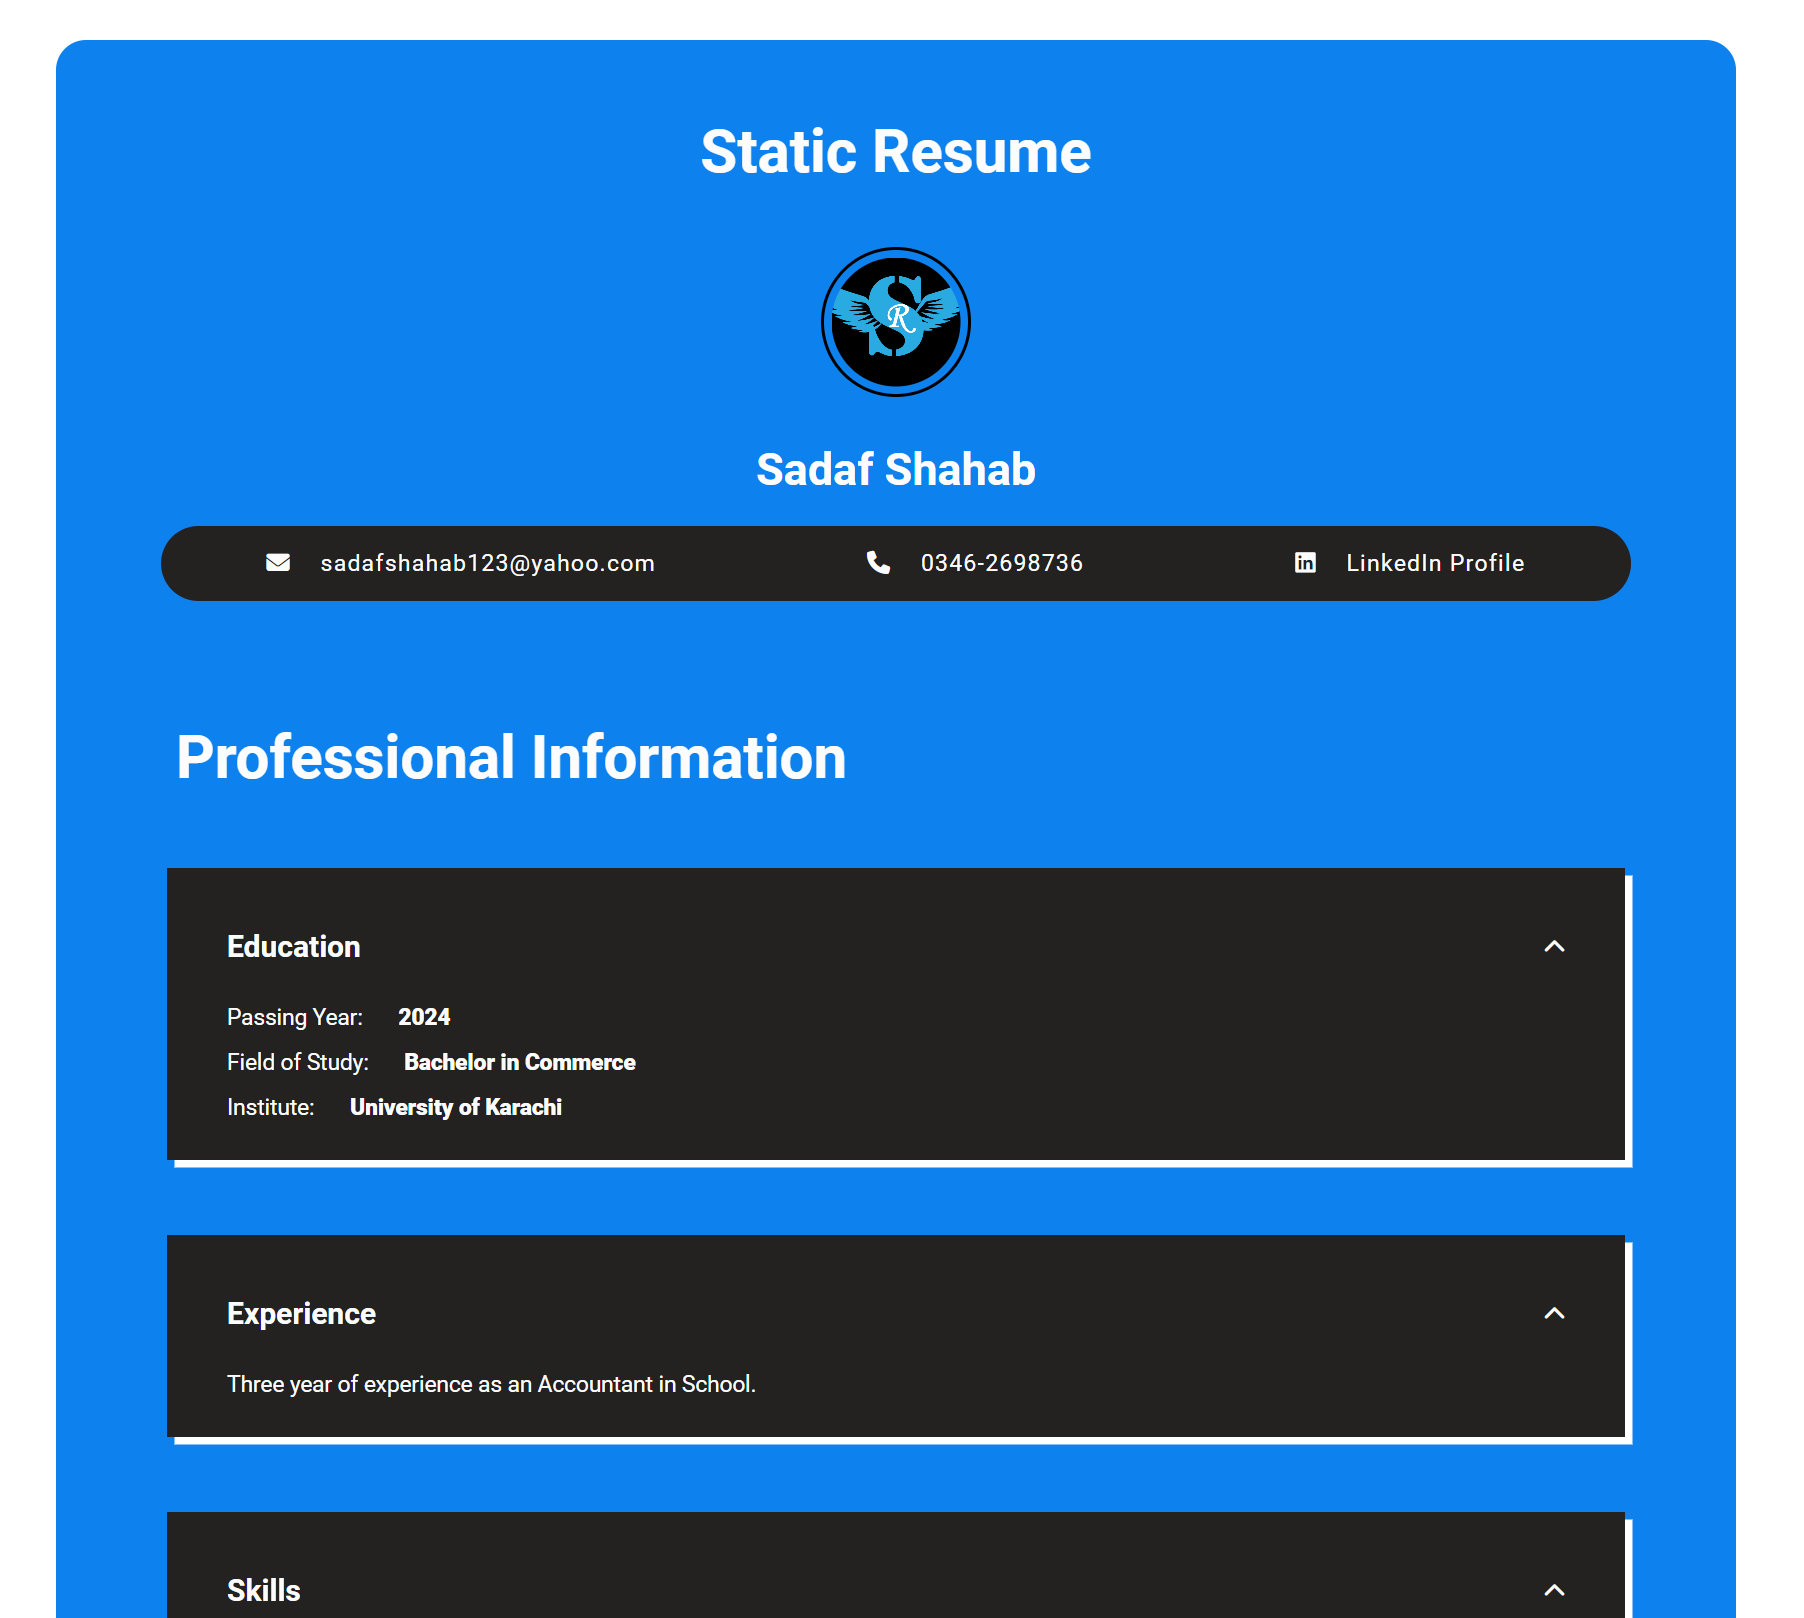 Static Resume
S
R
Sadaf Shahab
sadafshahab123@yahoo.com 0346-2698736 LinkedIn Profile
Professional Information
Education
Passing Year: 2024
Field of Study: Bachelor in Commerce
Institute: University of Karachi
Experience
Three year of experience as an Accountant in School.
Skills